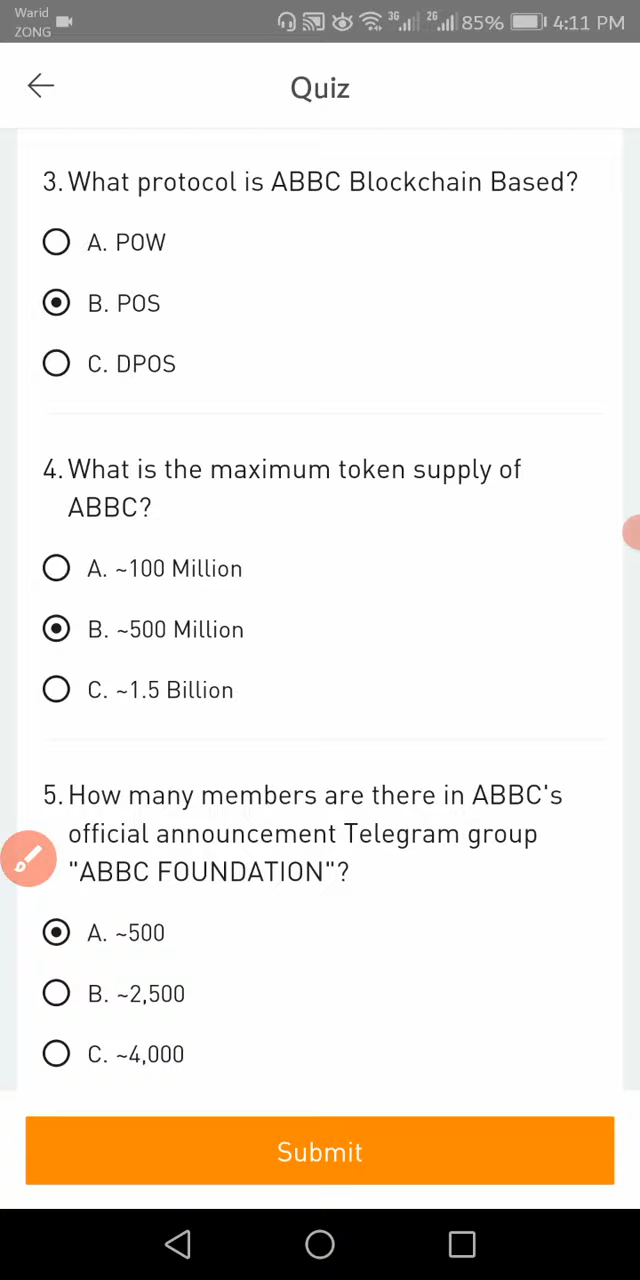 Warid
ZONG
3G
2G
85%
4:11 PM
Quiz
3. What protocol is ABBC Blockchain Based?
A. POW
B. POS
C. DPOS
4. What is the maximum token supply of
ABBC?
A. ~100 Million
B. ~500 Million
C. ~1.5 Billion
5. How many members are there in ABBC's
official announcement Telegram group
"ABBC FOUNDATION"?
A. ~500
B. ~2,500
C. ~4,000
Submit